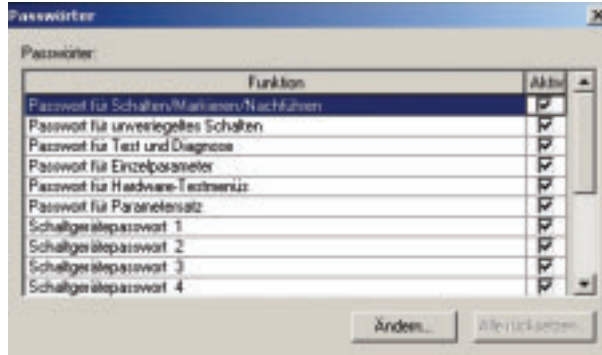 Passwörter
Passwörter:
Funktion Aktiv
Passwort für Schalten/Markieren/Nachführen
Passwort für unverriegeltes Schalten
Passwort für Test und Diagnose
Passwort für Einzelparameter
Passwort für Hardware-Testmenüs
Passwort für Parametersatz
Schaltgerätepasswort 1
Schaltgerätepasswort 2
Schaltgerätepasswort 3
Schaltgerätepasswort 4
Ändern... Alle rücksetzen...